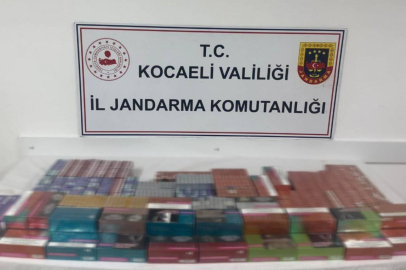 T.C.
KOCAELİ VALİLİĞİ
İL JANDARMA KOMUTANLIĞI